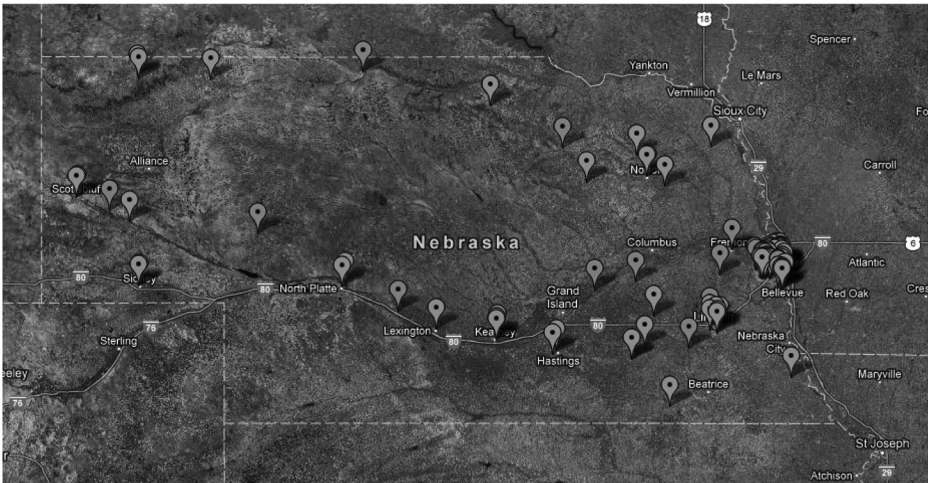 18
Spencer
Yankton
Le Mars
Vermillion
Sioux City
29
Alliance
Carroll
Nebraska
Columbus
80
6
Atlantic
80
80
North Platte
Grand
Island
Bellevue
Red Oak
76
Sterling
Lexington
80
80
Hastings
Nebraska
City
Maryville
76
Beatrice
St Joseph
Atchison
29